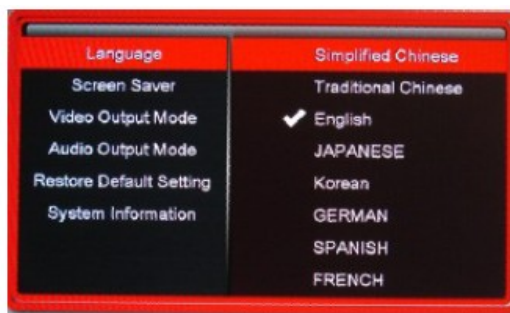 Language
Screen Saver
Video Output Mode
Audio Output Mode
Restore Default Setting
System Information
Simplified Chinese
Traditional Chinese
English
JAPANESE
Korean
GERMAN
SPANISH
FRENCH